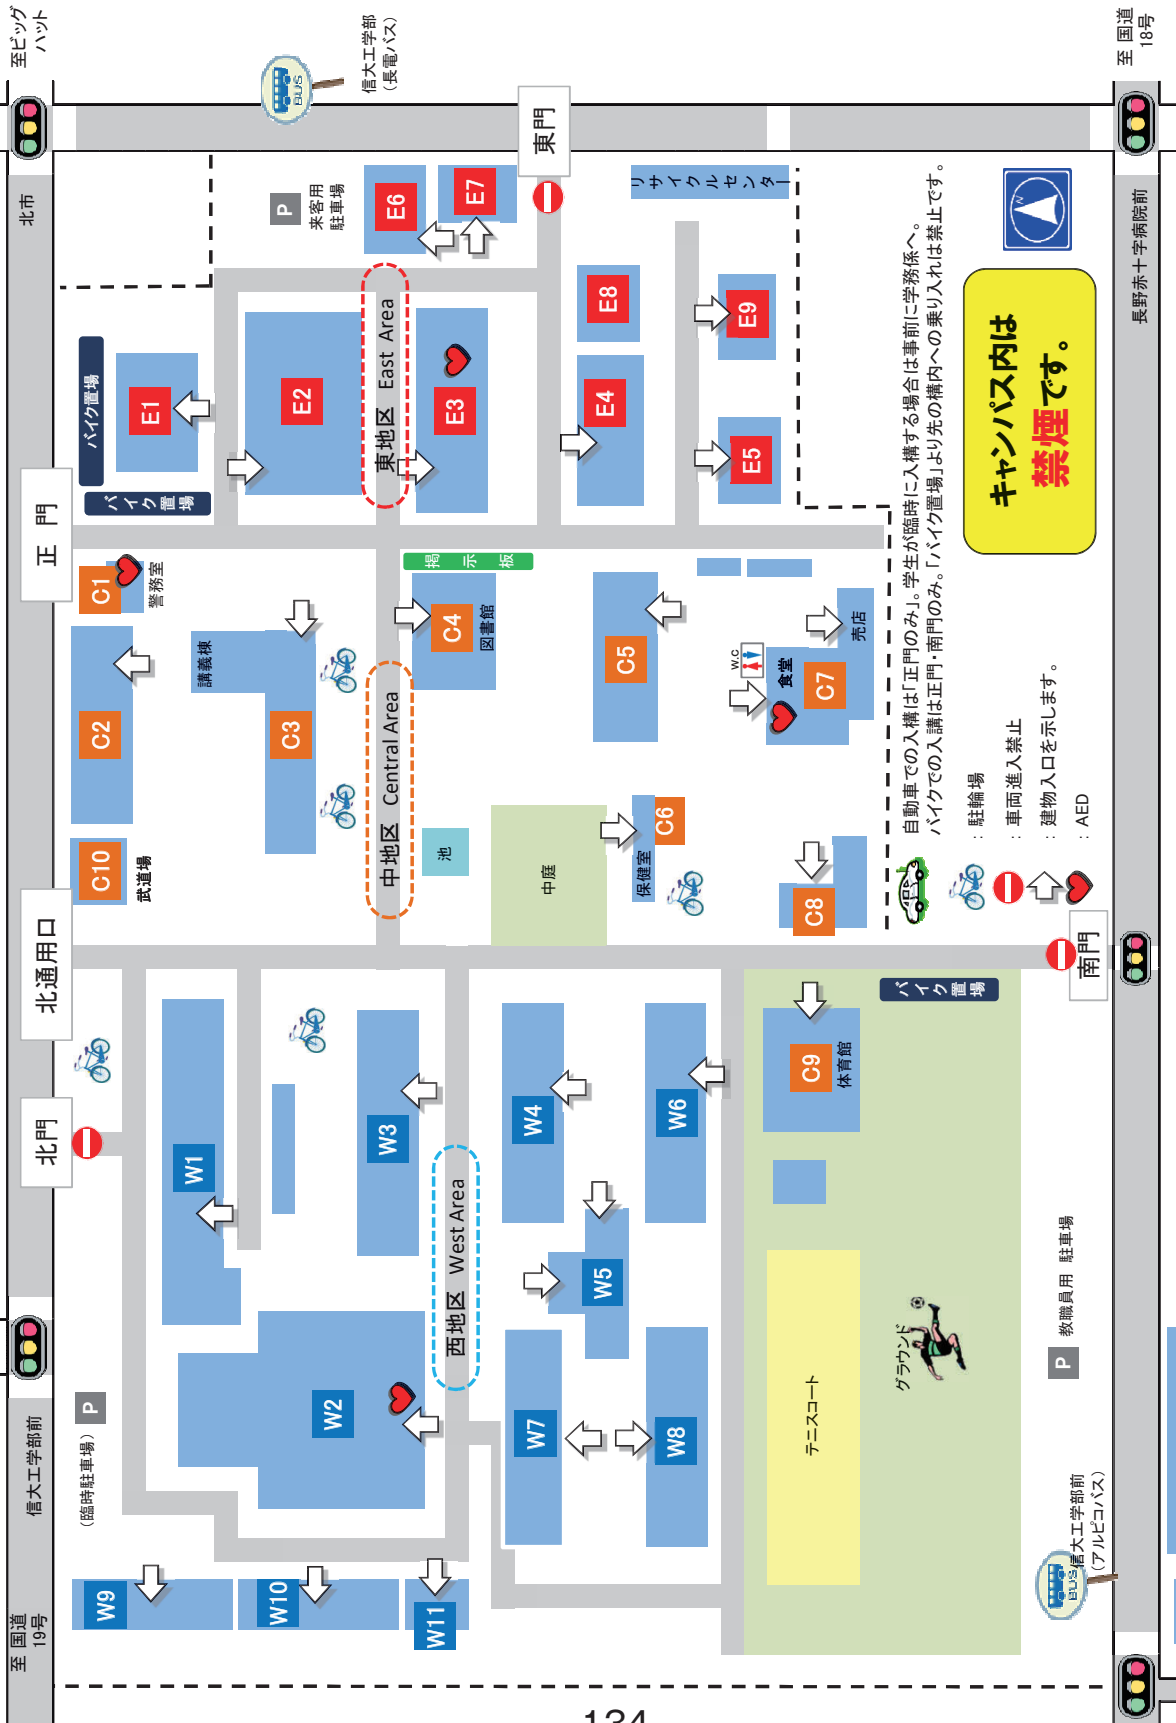 至 国道
19号
信大工学部前
北市
至ビッグ
ハット
北門
北通用口
正 門
P
(臨時駐車場)
W9
W10
W11
W1
W2
W3
W4
W5
W6
W7
W8
西地区 West Area
C10
武道場
C2
C1
警務室
講義棟
C3
中地区 Central Area
池
中庭
掲示板
C4
図書館
C5
保健室
C6
W.C
食堂
C7
売店
C8
C9
体育館
バイク置場
バイク置場
バイク置場
E1
E2
東地区 East Area
E3
E4
E5
E6
E7
E8
E9
P
来客用
駐車場
BUS
信大工学部
(長電バス)
東門
リサイクルセンター
テニスコート
グラウンド
自動車での入構は「正門のみ」。学生が臨時に入構する場合は事前に学務係へ。
バイクでの入講は正門・南門のみ。「バイク置場」より先の構内への乗り入れは禁止です。
:駐輪場
:車両進入禁止
:建物入口を示します。
:AED
キャンパス内は
禁煙です。
N
南門
P 教職員用 駐車場
BUS
信大工学部前
(アルピコバス)
長野赤十字病院前
至 国道
18号
134